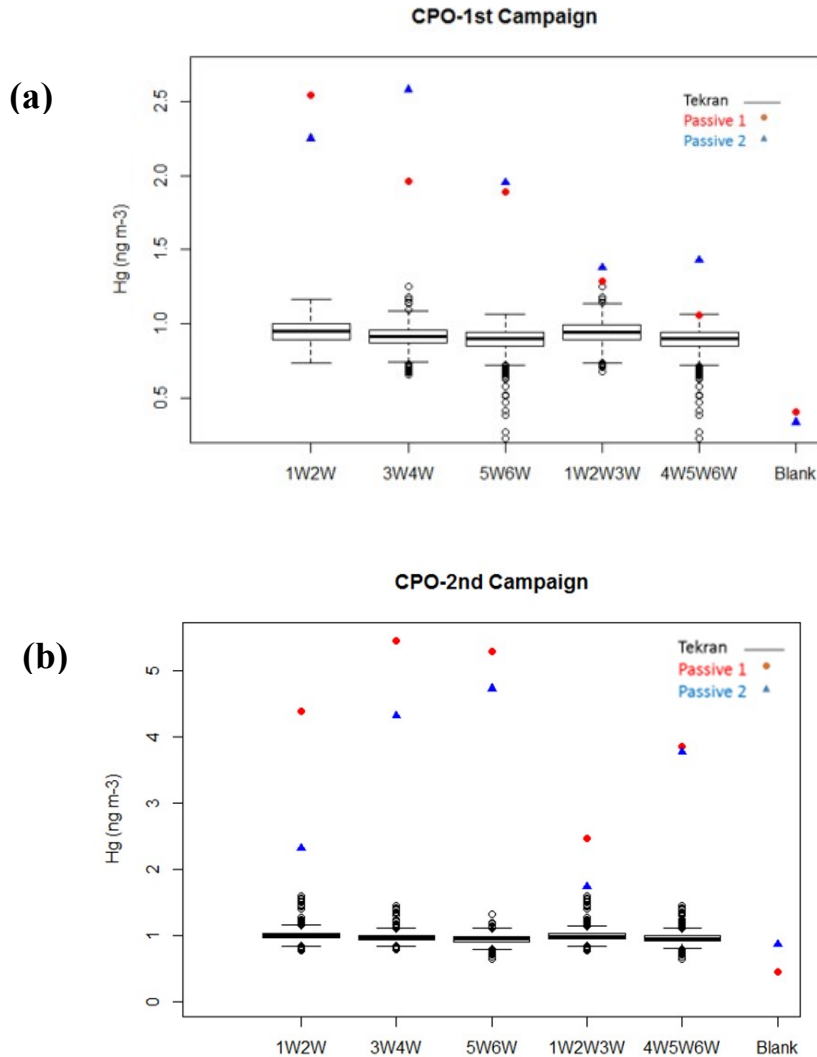 CPO-1st Campaign
(a)
Hg (ng m-3)
2.5
2.0
1.5
1.0
0.5
Tekran
Passive 1
Passive 2
1W2W 3W4W 5W6W 1W2W3W 4W5W6W Blank
CPO-2nd Campaign
(b)
Hg (ng m-3)
5
4
3
2
1
0
Tekran
Passive 1
Passive 2
1W2W 3W4W 5W6W 1W2W3W 4W5W6W Blank